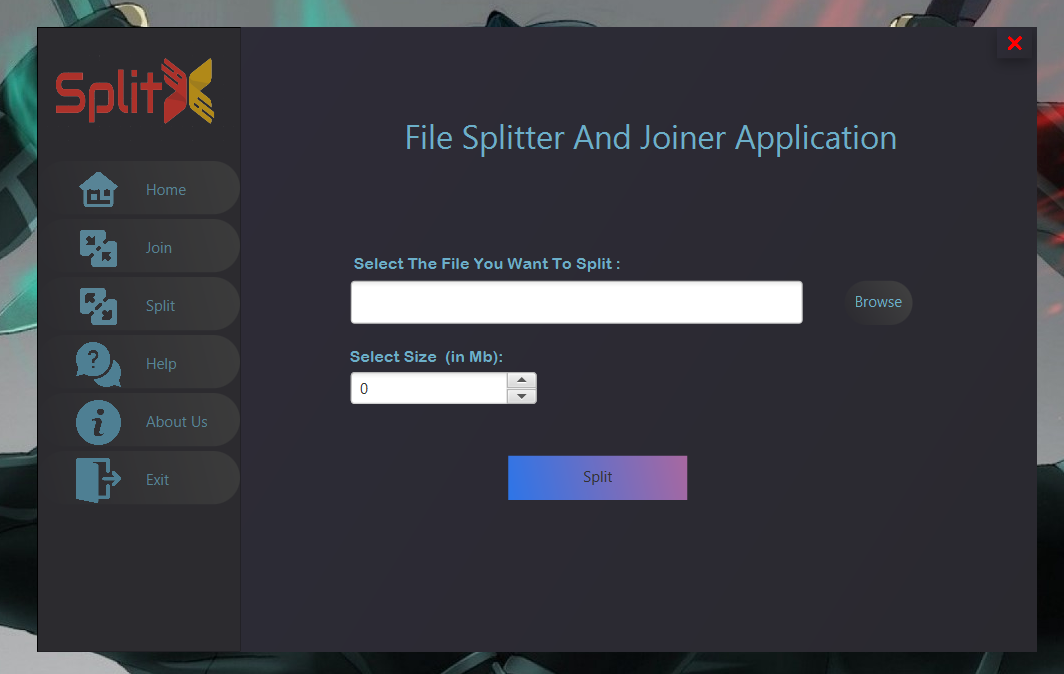 SplitX
File Splitter And Joiner Application
Home
Join
Split
Help
About Us
Exit
Select The File You Want To Split :
Browse
Select Size (in Mb):
0
Split